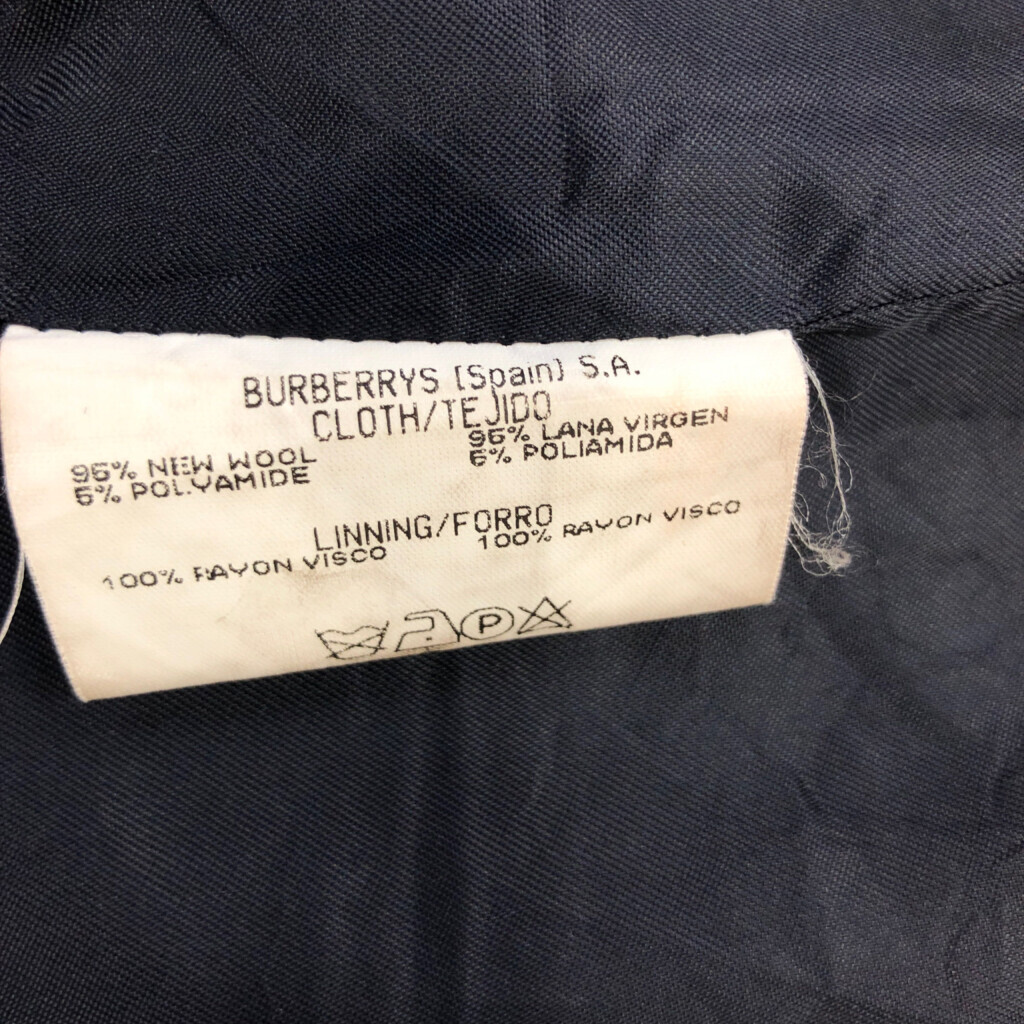 BURBERRYS (Spain) S.A.
CLOTH/TEJIDO
95% NEW WOOL 95% LANA VIRGEN
5% POLYAMIDE 5% POLIAMIDA
LINNING/FORRO
100% RAYON VISCO 100% RAYON VISCO
P